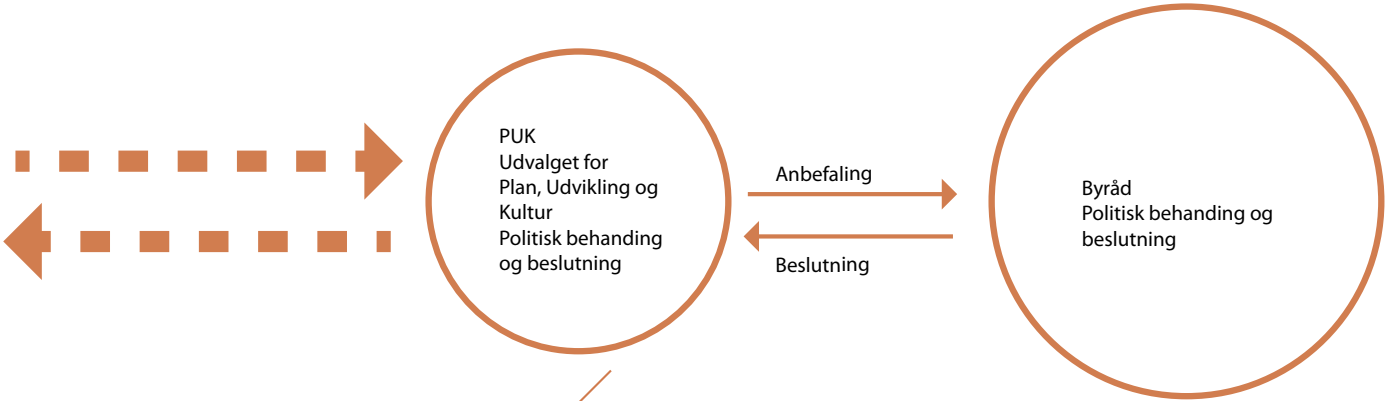 PUK
Udvalget for
Plan, Udvikling og
Kultur
Politisk behanding
og beslutning
Anbefaling
Beslutning
Byråd
Politisk behanding og
beslutning